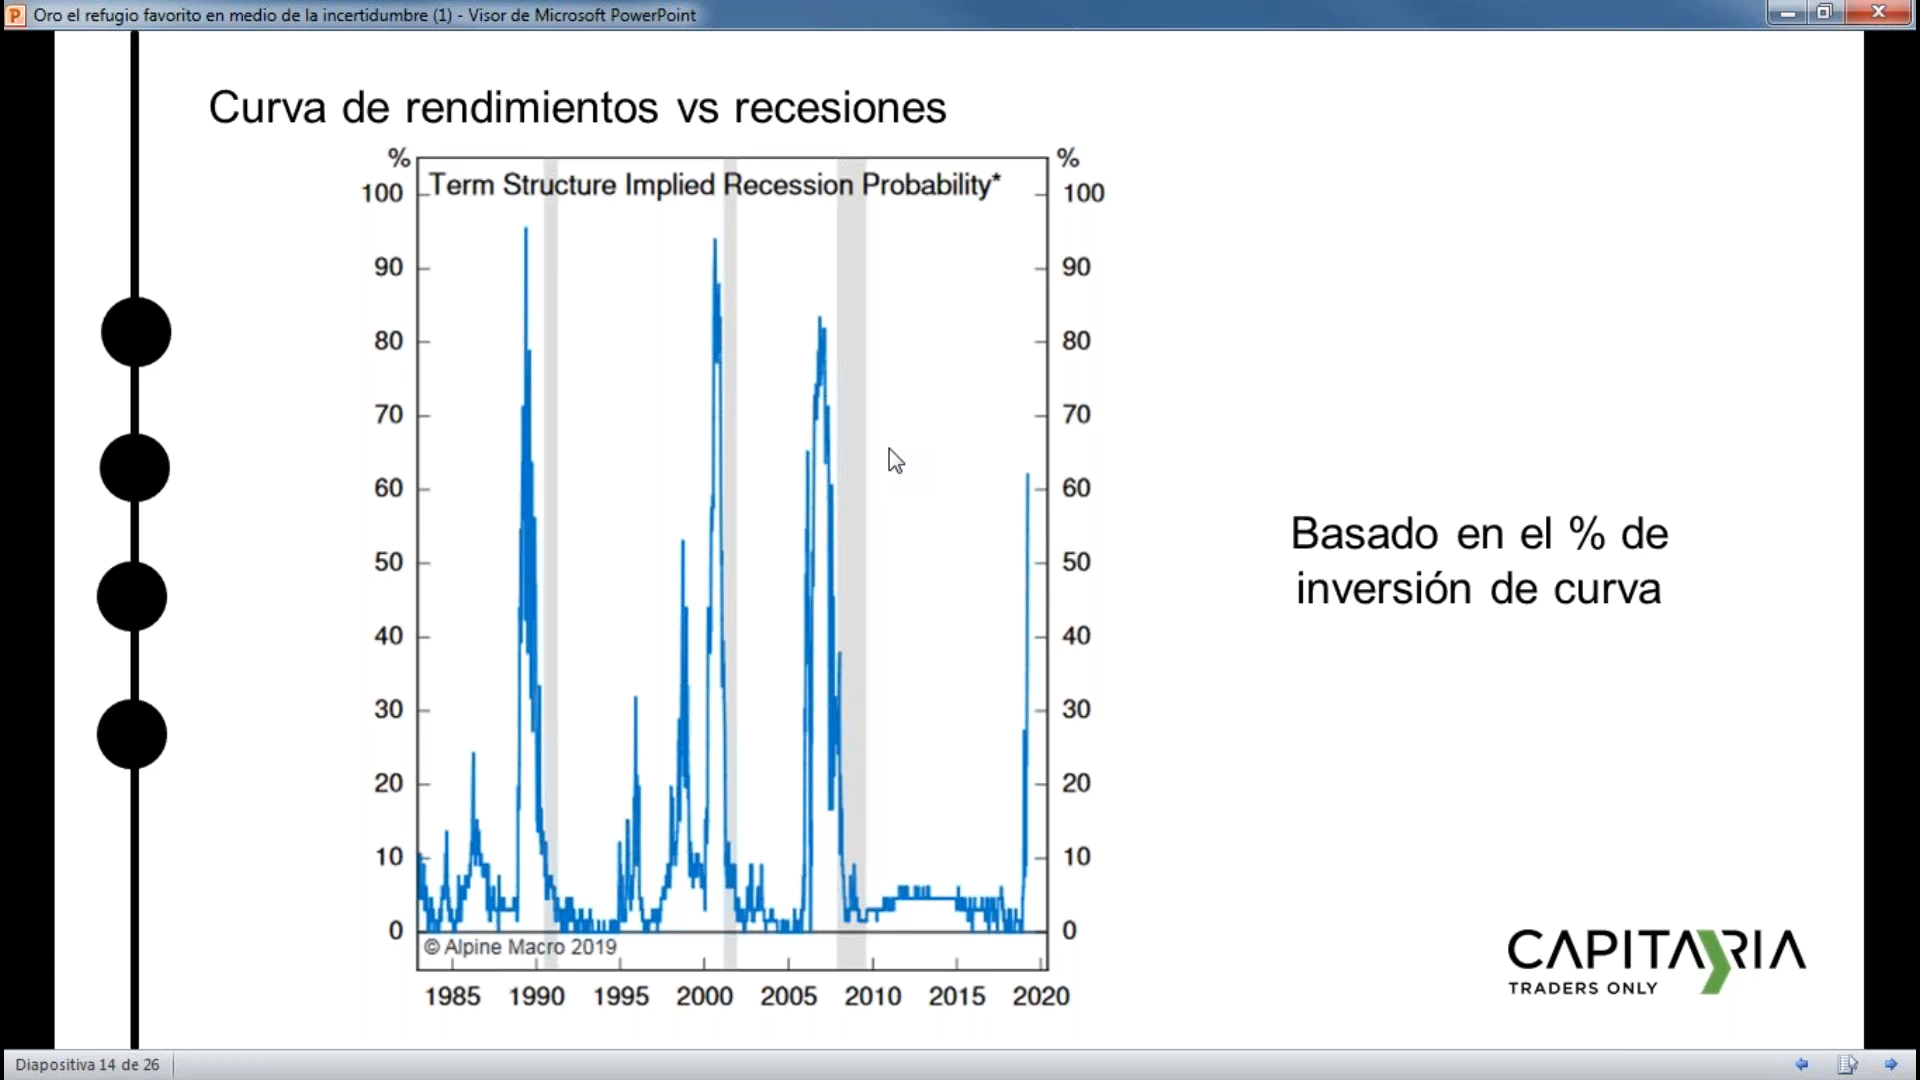 Oro el refugio favorito en medio de la incertidumbre (1) - Visor de Microsoft PowerPoint
Curva de rendimientos vs recesiones
% %
Term Structure Implied Recession Probability*
100 100
90 90
80 80
70 70
60 60
50 50
40 40
30 30
20 20
10 10
0 0
© Alpine Macro 2019
1985 1990 1995 2000 2005 2010 2015 2020
Basado en el % de
inversión de curva
CAPITARIA
TRADERS ONLY
Diapositiva 14 de 26